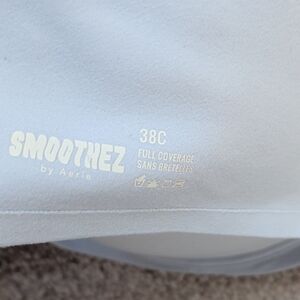 SMOOTHEZ
by Aerie
38C
FULL COVERAGE
SANS BRETELLES